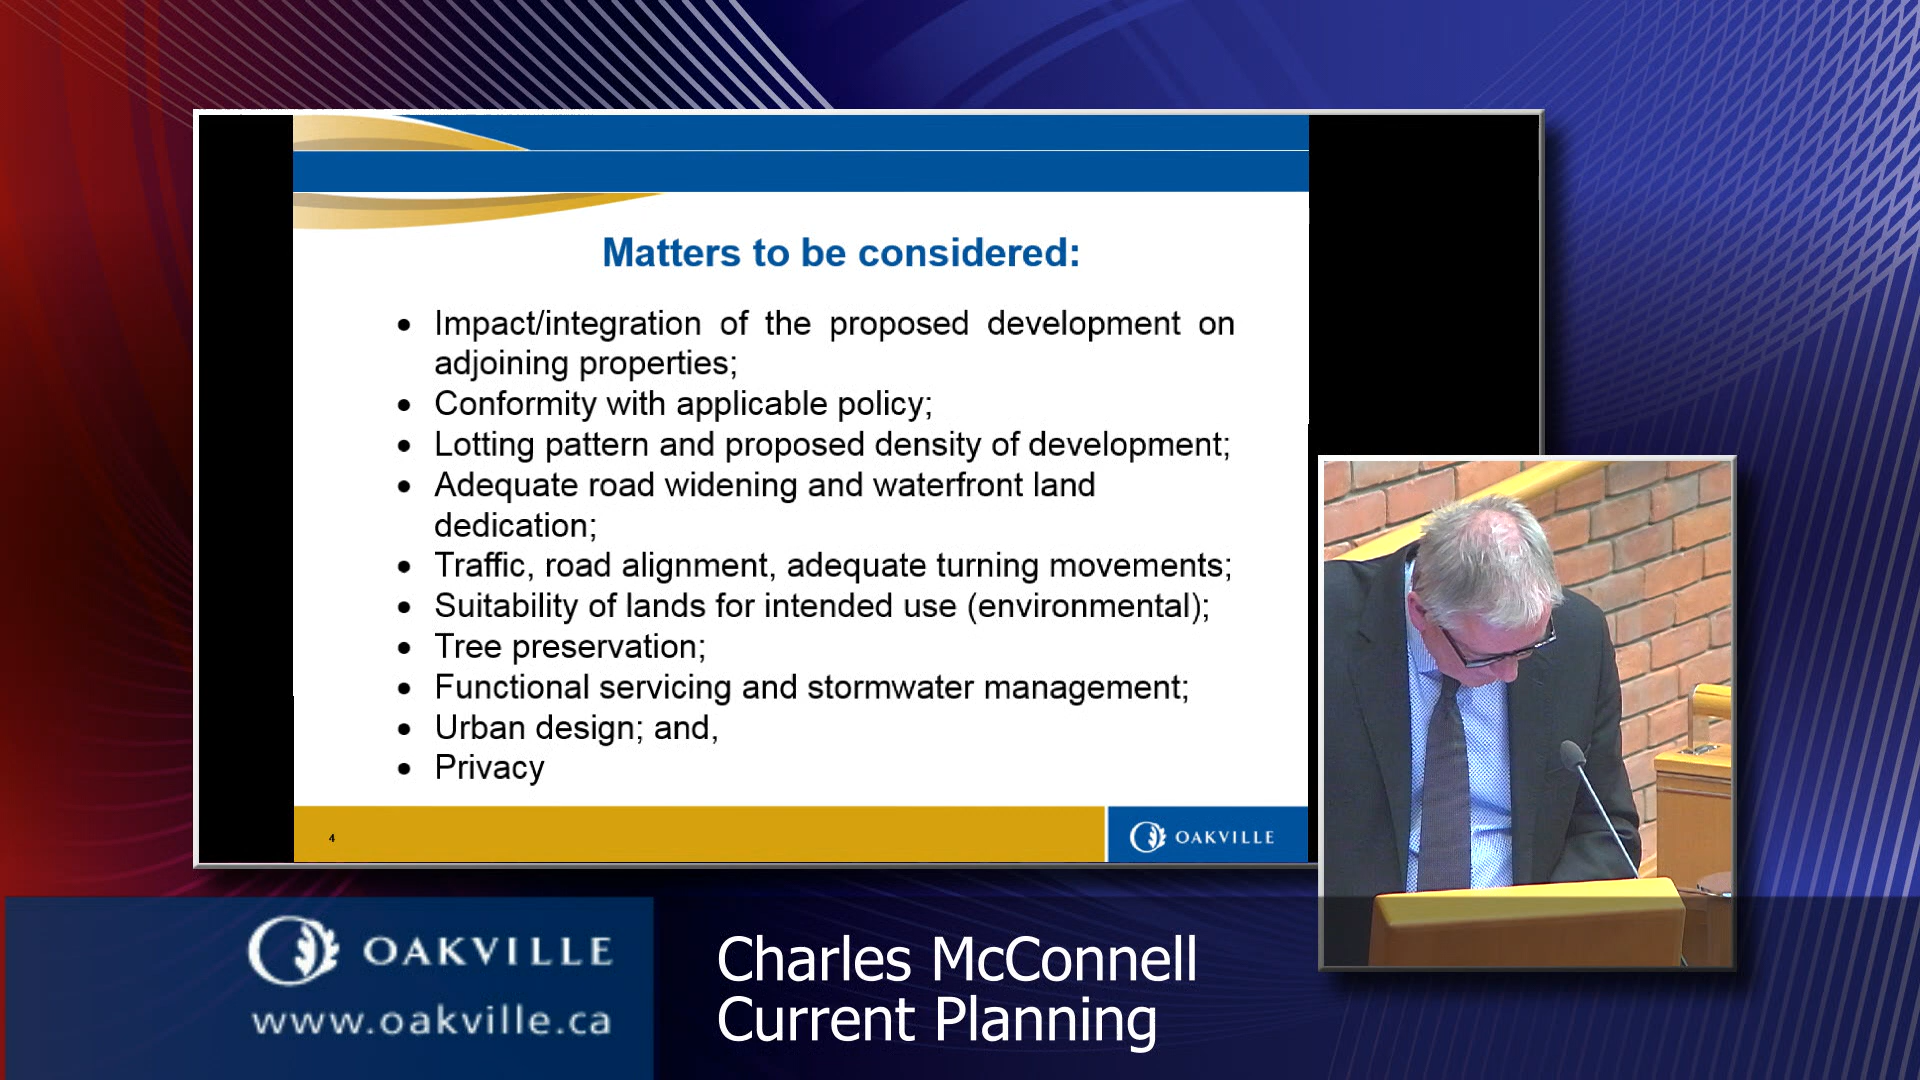 Matters to be considered:
• Impact/integration of the proposed development on
adjoining properties;
• Conformity with applicable policy;
• Lotting pattern and proposed density of development;
• Adequate road widening and waterfront land
dedication;
• Traffic, road alignment, adequate turning movements;
• Suitability of lands for intended use (environmental);
• Tree preservation;
• Functional servicing and stormwater management;
• Urban design; and,
• Privacy
4
OAKVILLE
OAKVILLE
www.oakville.ca
Charles McConnell
Current Planning